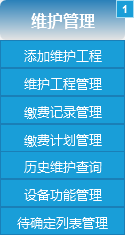 维护管理
1
添加维护工程
维护工程管理
缴费记录管理
缴费计划管理
历史维护查询
设备功能管理
待确定列表管理